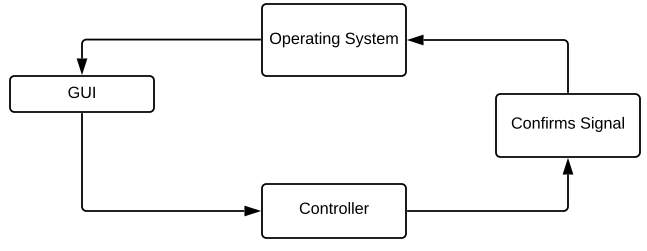 Operating System
GUI
Confirms Signal
Controller